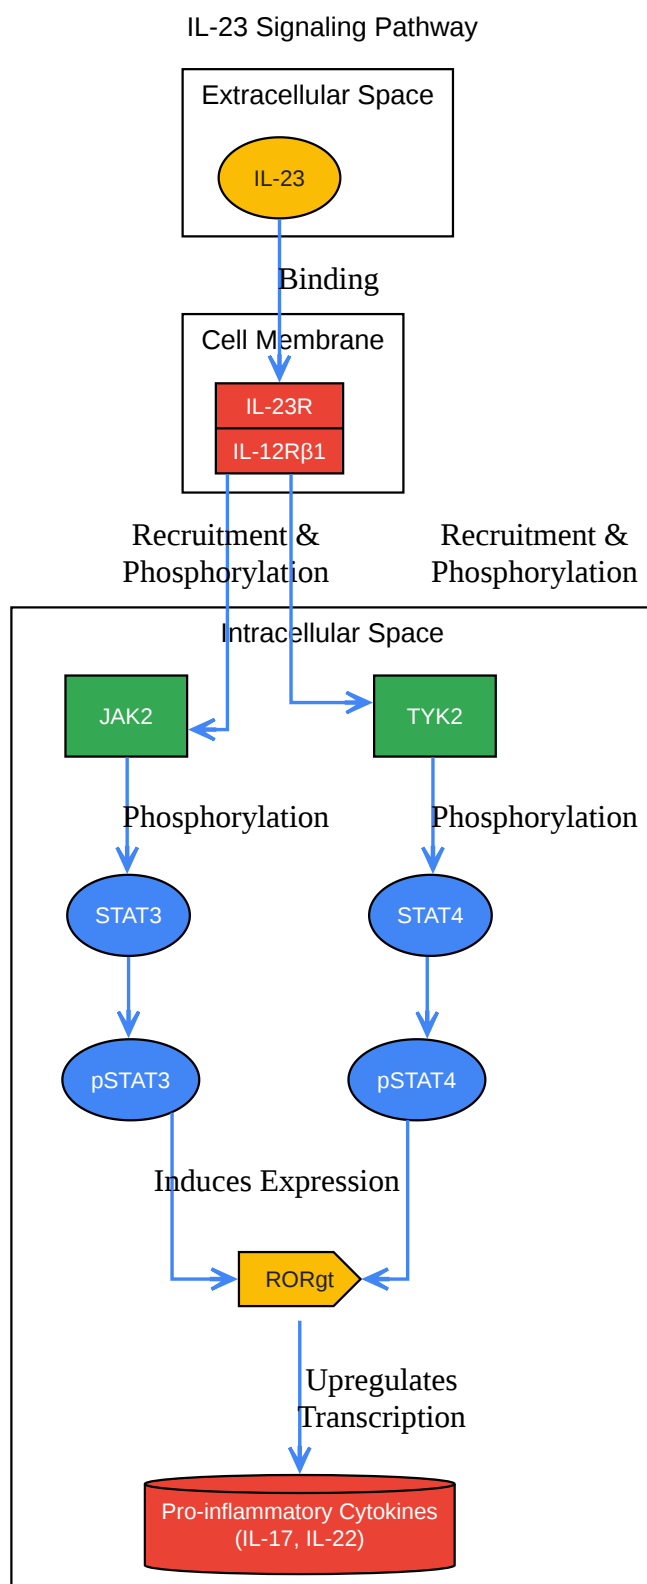 IL-23 Signaling Pathway
Extracellular Space
IL-23
Binding
Cell Membrane
IL-23R
IL-12Rβ1
Recruitment &
Phosphorylation
Recruitment &
Phosphorylation
Intracellular Space
JAK2
TYK2
Phosphorylation
Phosphorylation
STAT3
STAT4
pSTAT3
pSTAT4
Induces Expression
RORgt
Upregulates
Transcription
Pro-inflammatory Cytokines
(IL-17, IL-22)